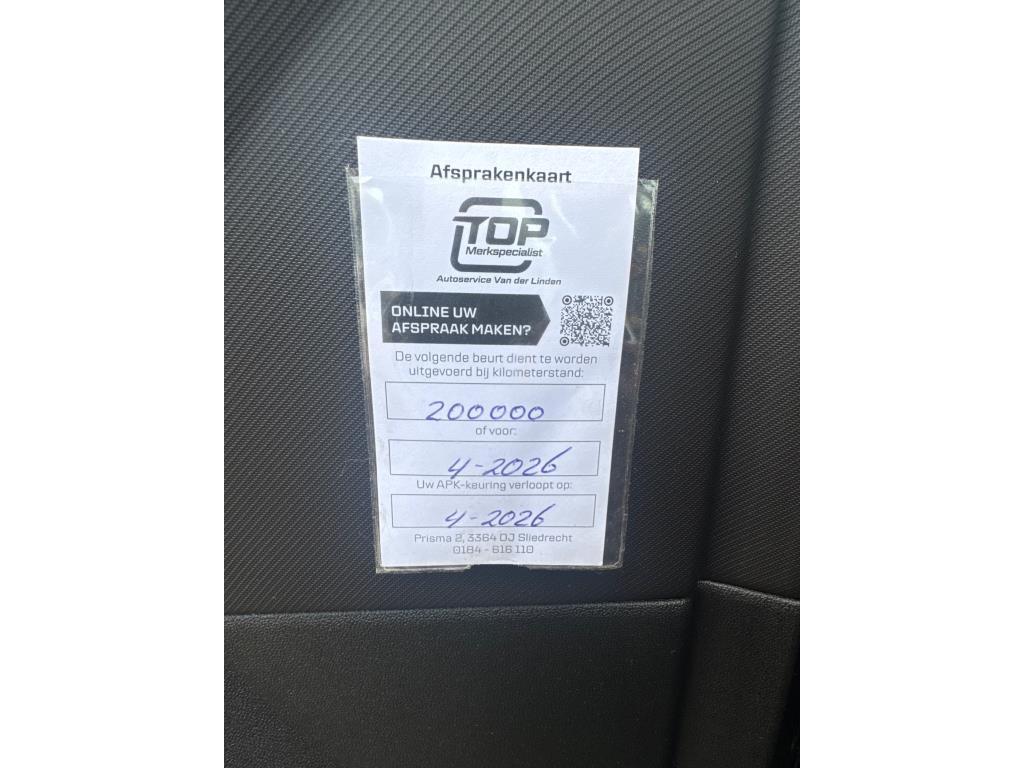 Afsprakenkaart
TOP
Merkspecialist
Autoservice Van der Linden
ONLINE UW
AFSPRAAK MAKEN?
De volgende beurt dient te worden
uitgevoerd bij kilometerstand:
200000
of voor:
4-2026
Uw APK-keuring verloopt op:
4-2026
Prisma 2, 3364 DJ Sliedrecht
0184 - 616 110